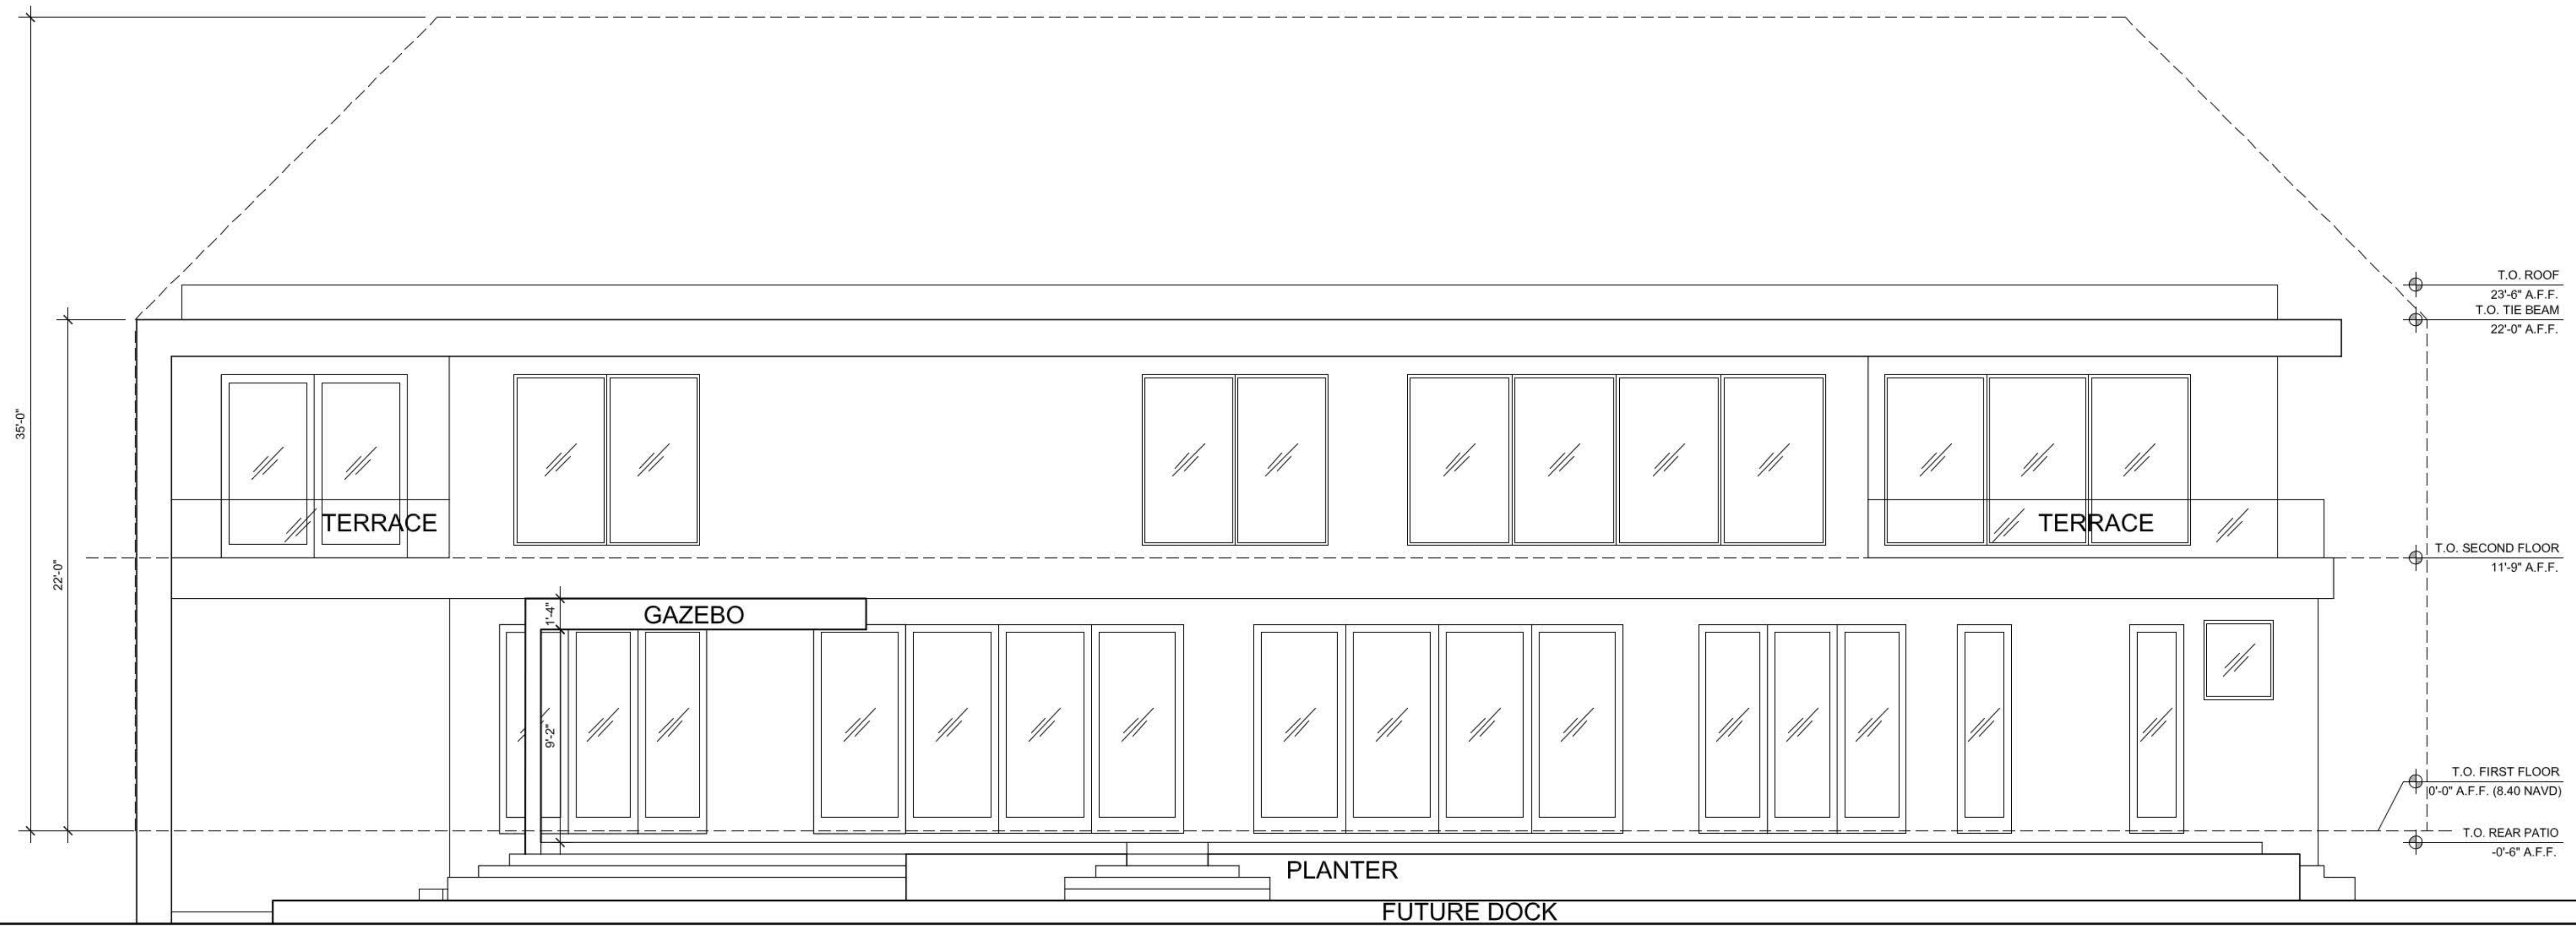 35'-0"
22'-0"
T.O. ROOF
23'-6" A.F.F.
T.O. TIE BEAM
22'-0" A.F.F.
TERRACE
TERRACE
T.O. SECOND FLOOR
11'-9" A.F.F.
1'-4"
GAZEBO
9'-2"
T.O. FIRST FLOOR
0'-0" A.F.F. (8.40 NAVD)
T.O. REAR PATIO
-0'-6" A.F.F.
PLANTER
FUTURE DOCK